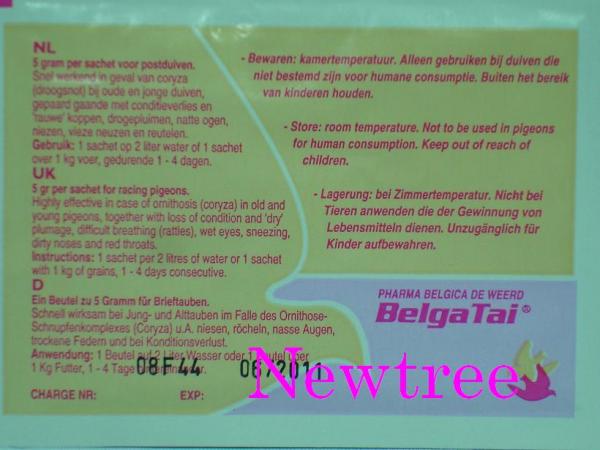 NL
5 gram per sachet voor postduiven.
Snel werkend in geval van coryza
(droogsnot) bij oude en jonge duiven,
gepaard gaande met conditieverlies en
'rauwe' koppen, drogepluimen, natte ogen,
niezen, vieze neuzen en reutelen.
Gebruik: 1 sachet op 2 liter water of 1 sachet
over 1 kg voer, gedurende 1 - 4 dagen.
UK
5 gr per sachet for racing pigeons.
Highly effective in case of ornithosis (coryza) in old and
young pigeons, together with loss of condition and 'dry'
plumage, difficult breathing (rattles), wet eyes, sneezing,
dirty noses and red throats.
Instructions: 1 sachet per 2 litres of water or 1 sachet
with 1 kg of grains, 1 - 4 days consecutive.
D
Ein Beutel zu 5 Gramm für Brieftauben.
Schnell wirksam bei Jung- und Alttauben im Falle des Ornithose-
Schnupfenkomplexes (Coryza) u.A. niesen, röcheln, nasse Augen,
trockene Federn und bei Konditionsverlust.
Anwendung: 1 Beutel auf 2 Liter Wasser oder 1 Beutel über
1 Kg Futter, 1 - 4 Tage
08F44 06/2011
CHARGE NR: EXP:
- Bewaren: kamertemperatuur. Alleen gebruiken bij duiven die
niet bestemd zijn voor humane consumptie. Buiten het bereik
van kinderen houden.
- Store: room temperature. Not to be used in pigeons
for human consumption. Keep out of reach of
children.
- Lagerung: bei Zimmertemperatur. Nicht bei
Tieren anwenden die der Gewinnung von
Lebensmitteln dienen. Unzugänglich für
Kinder aufbewahren.
PHARMA BELGICA DE WEERD
BelgaTai®
Newtree